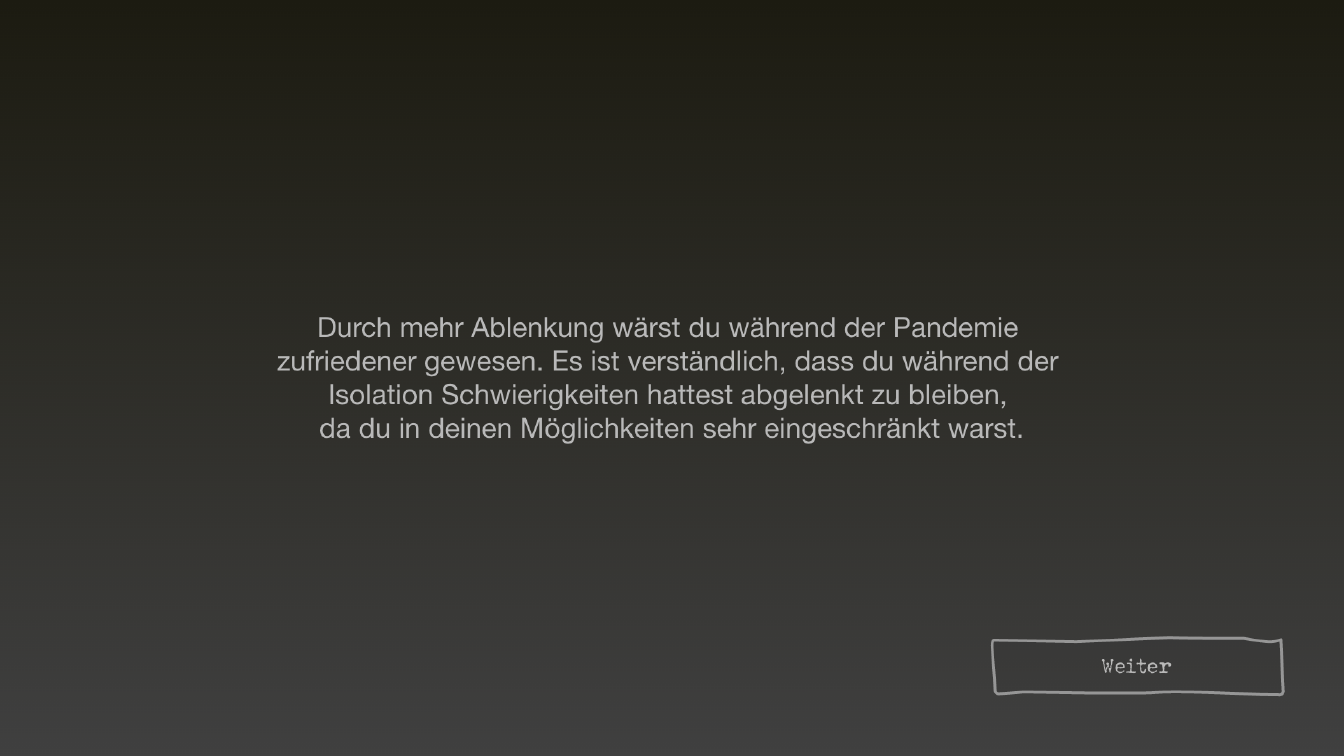 Durch mehr Ablenkung wärst du während der Pandemie
zufriedener gewesen. Es ist verständlich, dass du während der
Isolation Schwierigkeiten hattest abgelenkt zu bleiben,
da du in deinen Möglichkeiten sehr eingeschränkt warst.
Weiter